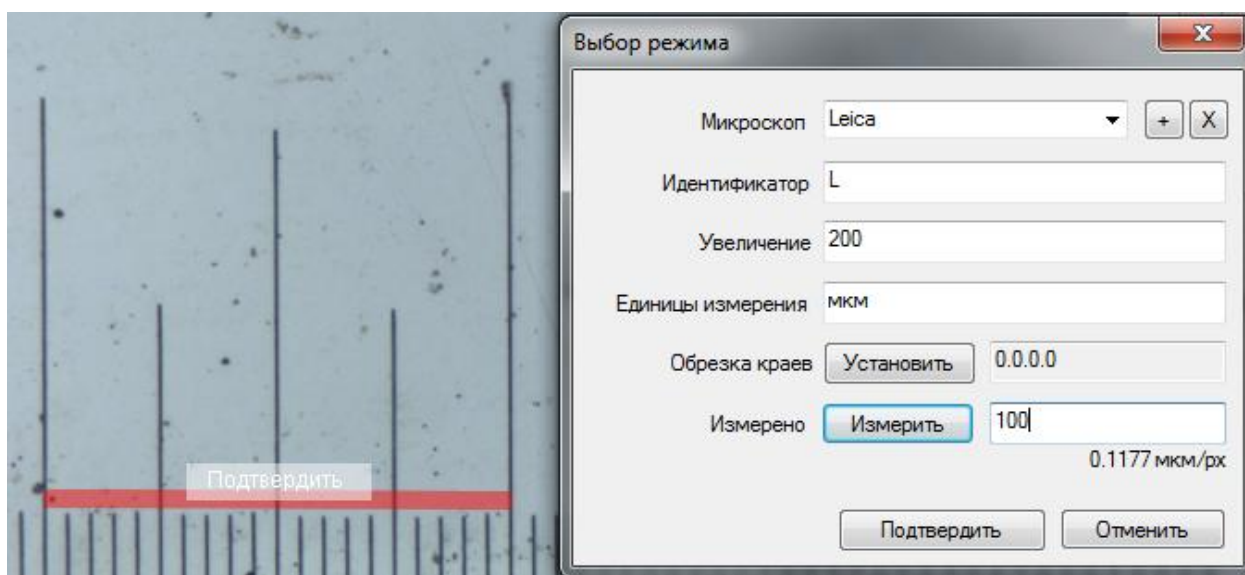 Подтвердить
Выбор режима
X
Микроскоп Leica + X
Идентификатор L
Увеличение 200
Единицы измерения мкм
Обрезка краев Установить 0.0.0.0
Измерено Измерить 100
0.1177 мкм/px
Подтвердить Отменить